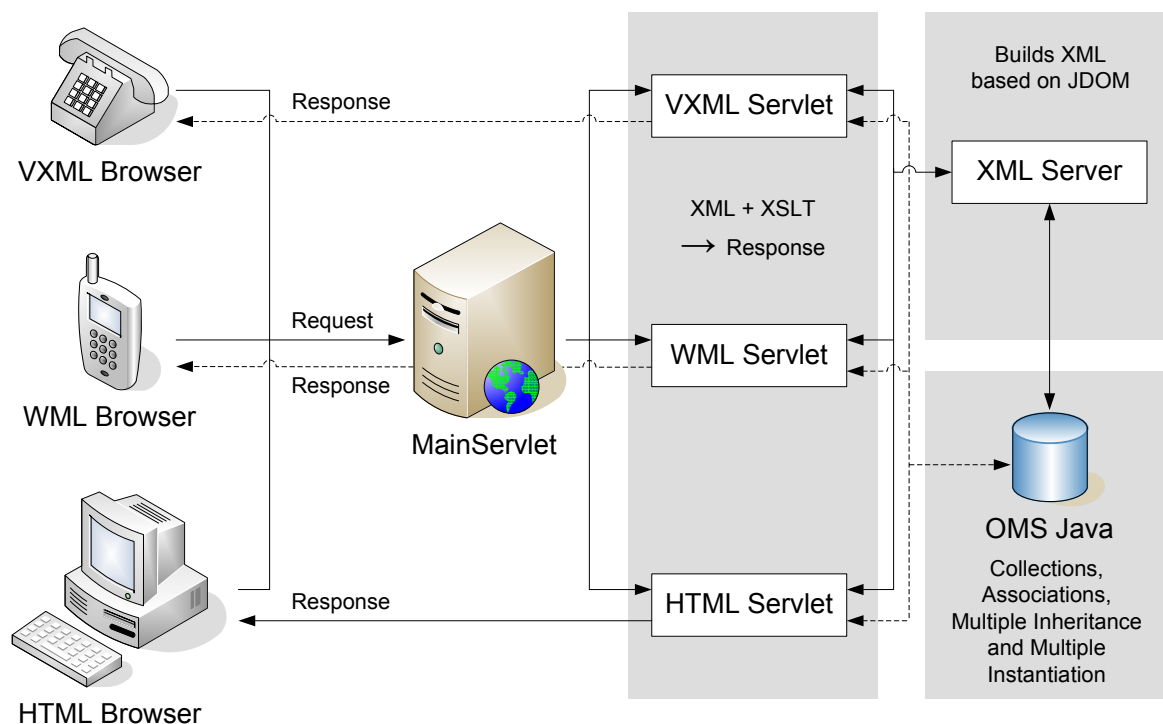 VXML Browser
Response
VXML Servlet
Builds XML
based on JDOM
XML Server
XML + XSLT
→ Response
WML Browser
Request
Response
MainServlet
WML Servlet
OMS Java
Collections,
Associations,
Multiple Inheritance
and Multiple
Instantiation
HTML Browser
Response
HTML Servlet